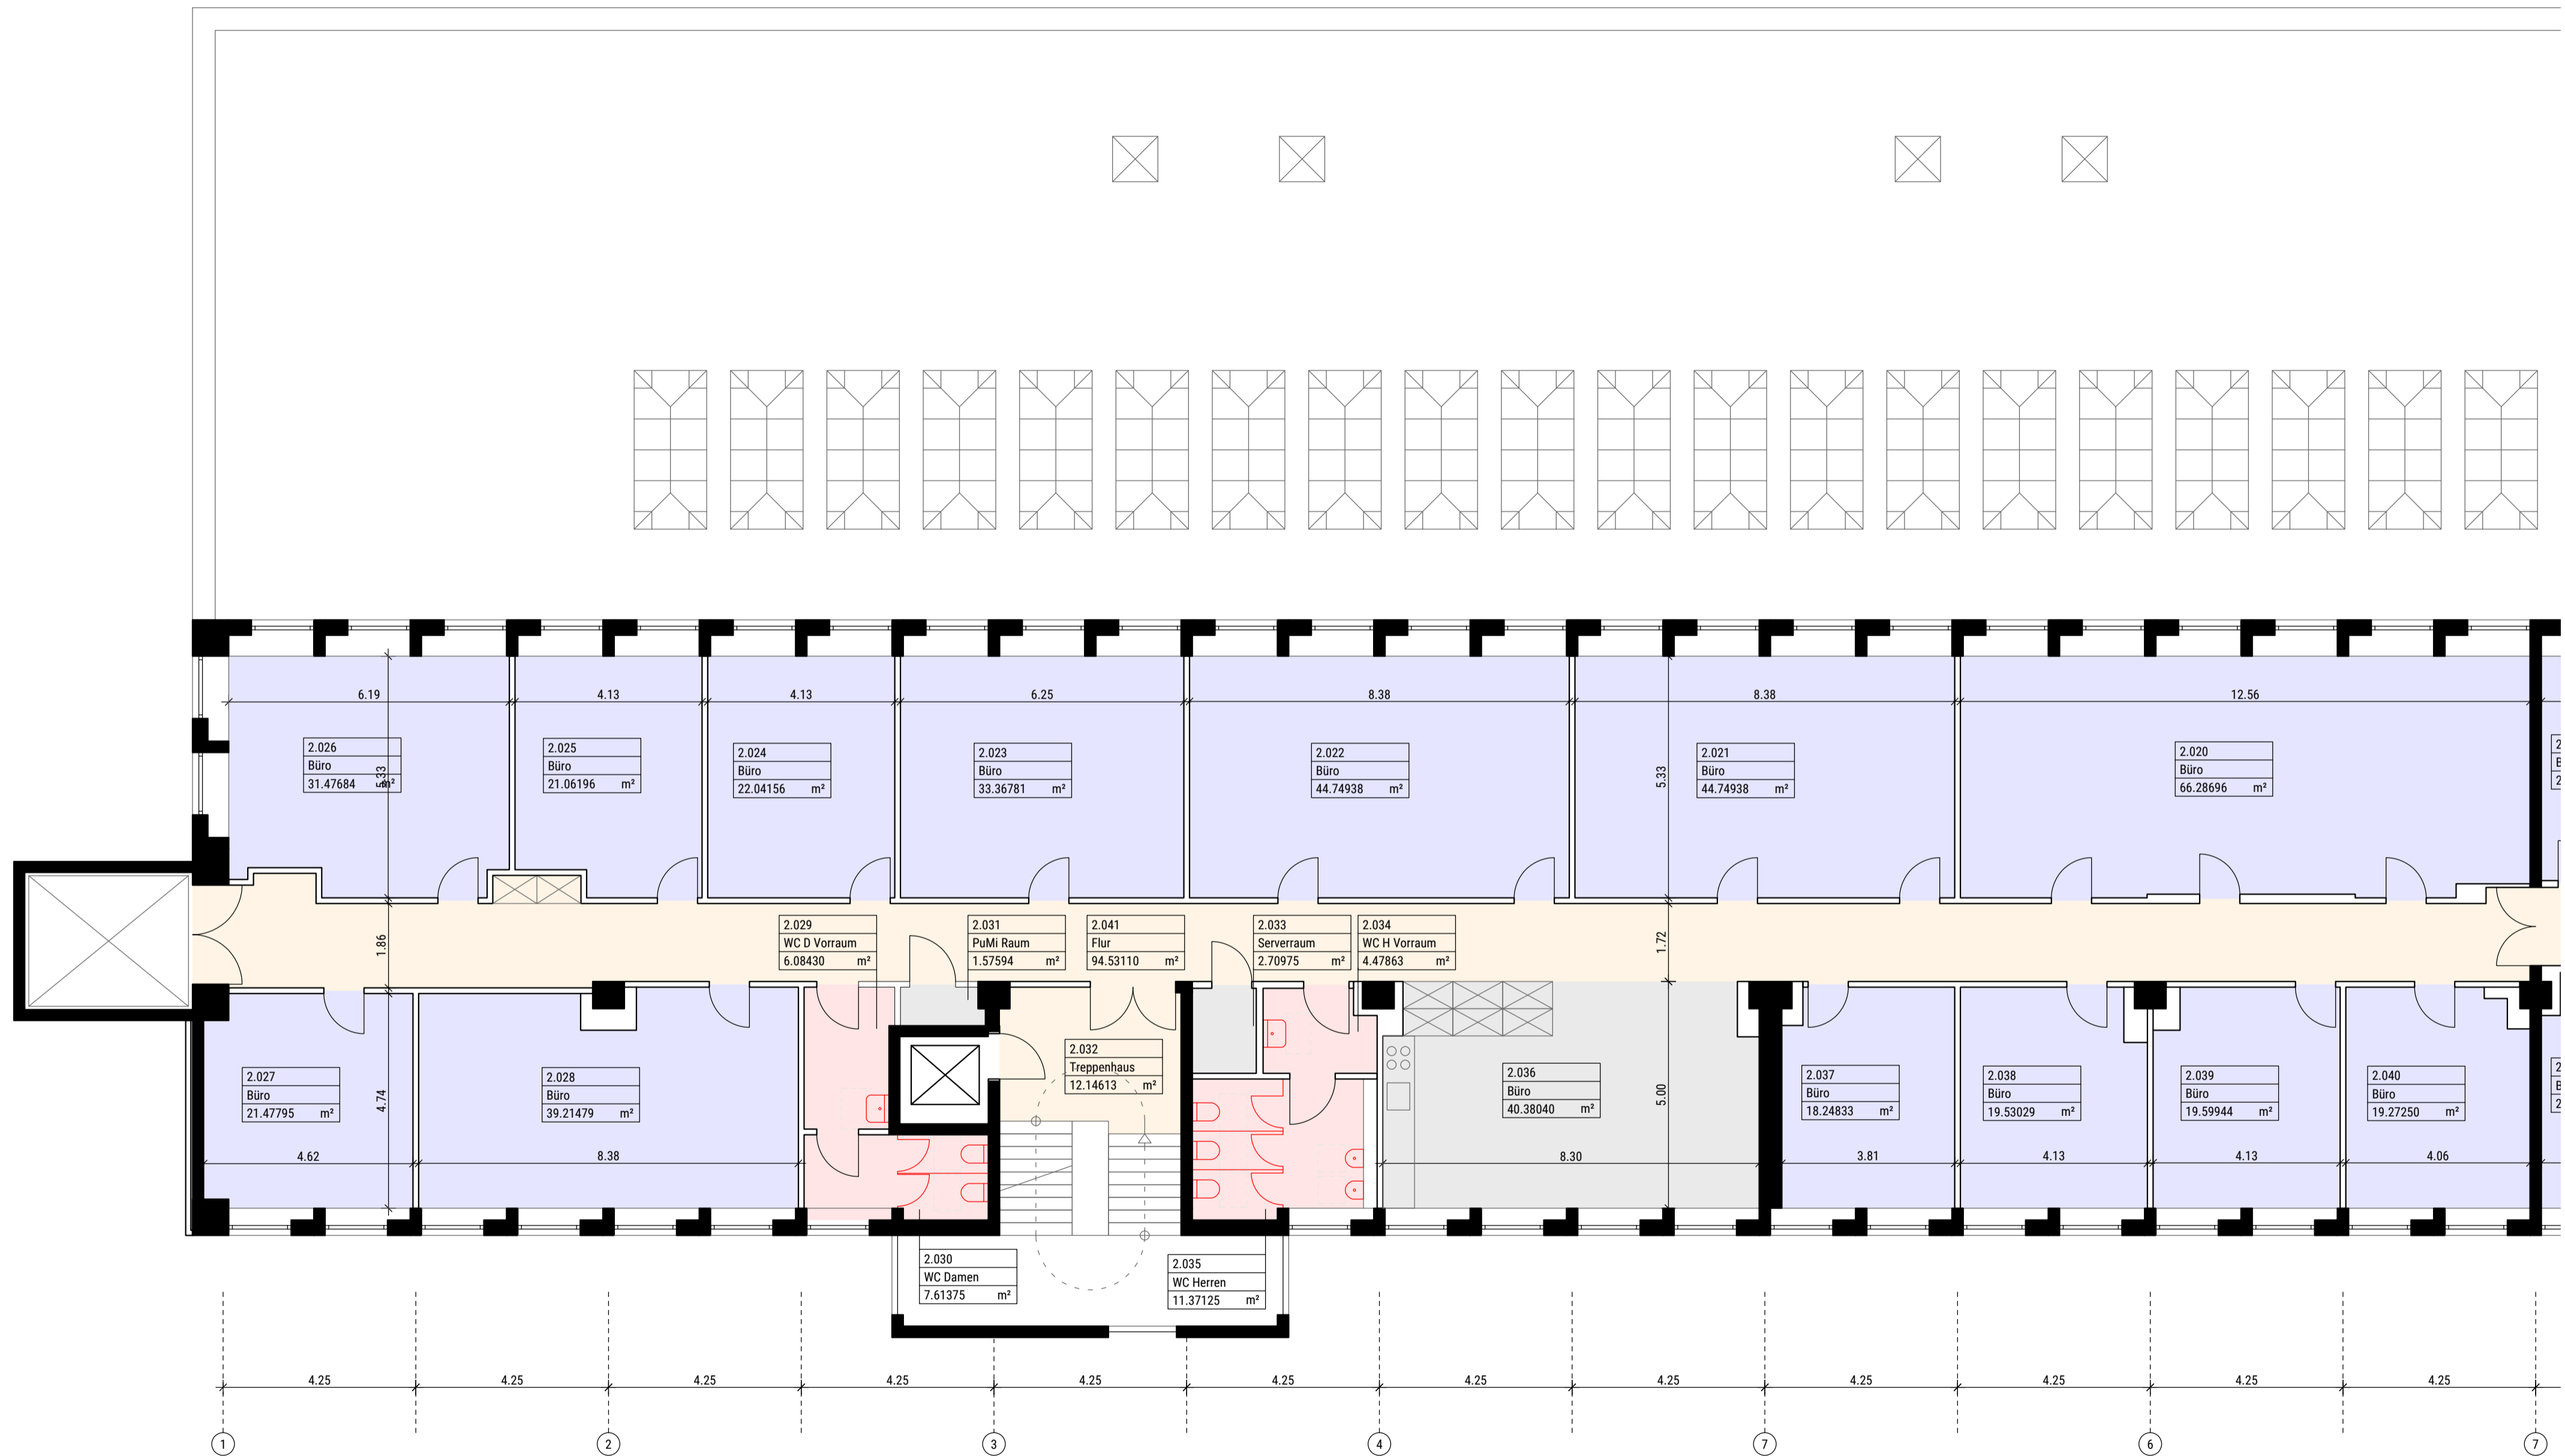 6.19
4.13
4.13
6.25
8.38
8.38
12.56
2.026
Büro
31.47684 m²
5.33
2.025
Büro
21.06196 m²
2.024
Büro
22.04156 m²
2.023
Büro
33.36781 m²
2.022
Büro
44.74938 m²
5.33
2.021
Büro
44.74938 m²
2.020
Büro
66.28696 m²
2
B
2
1.86
2.029
WC D Vorraum
6.08430 m²
2.031
PuMi Raum
1.57594 m²
2.041
Flur
94.53110 m²
2.033
Serverraum
2.70975 m²
2.034
WC H Vorraum
4.47863 m²
1.72
2.027
Büro
21.47795 m²
4.74
2.028
Büro
39.21479 m²
2.032
Treppenhaus
12.14613 m²
2.036
Büro
40.38040 m²
5.00
2.037
Büro
18.24833 m²
2.038
Büro
19.53029 m²
2.039
Büro
19.59944 m²
2.040
Büro
19.27250 m²
2
B
2
4.62
8.38
8.30
3.81
4.13
4.13
4.06
2.030
WC Damen
7.61375 m²
2.035
WC Herren
11.37125 m²
4.25
4.25
4.25
4.25
4.25
4.25
4.25
4.25
4.25
4.25
4.25
4.25
1
2
3
4
7
6
7